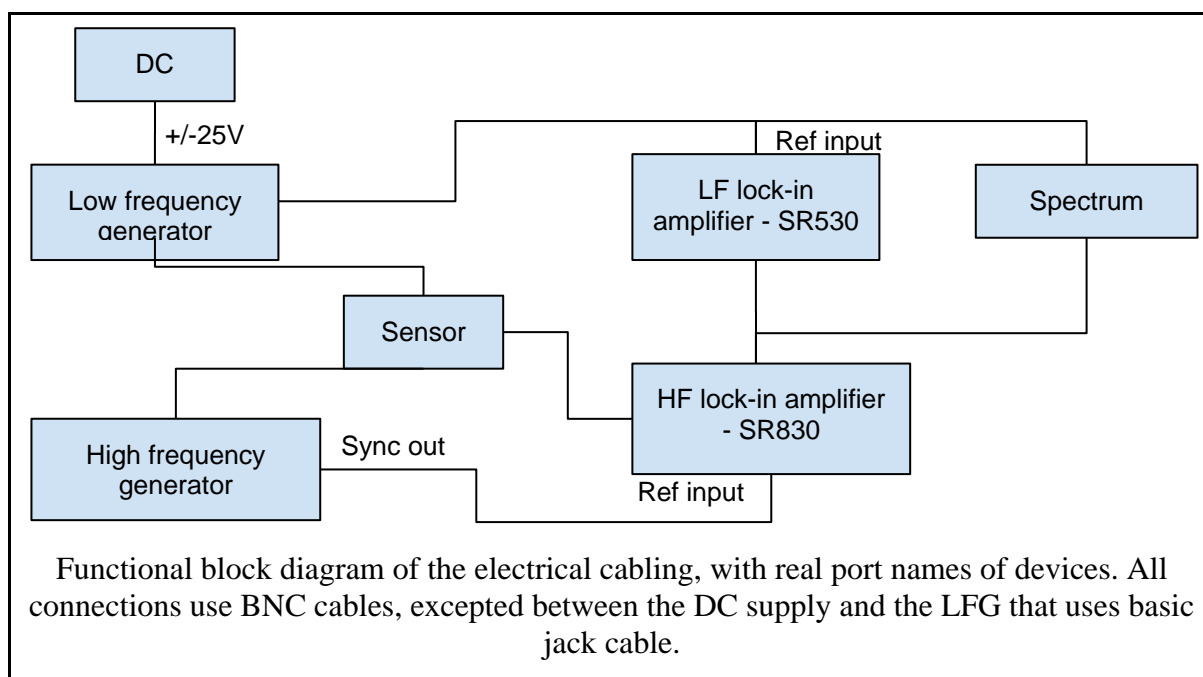 DC
+/-25V
Ref input
Low frequency
generator
LF lock-in
amplifier - SR530
Spectrum
Sensor
HF lock-in amplifier
- SR830
High frequency
generator
Sync out
Ref input
Functional block diagram of the electrical cabling, with real port names of devices. All
connections use BNC cables, excepted between the DC supply and the LFG that uses basic
jack cable.